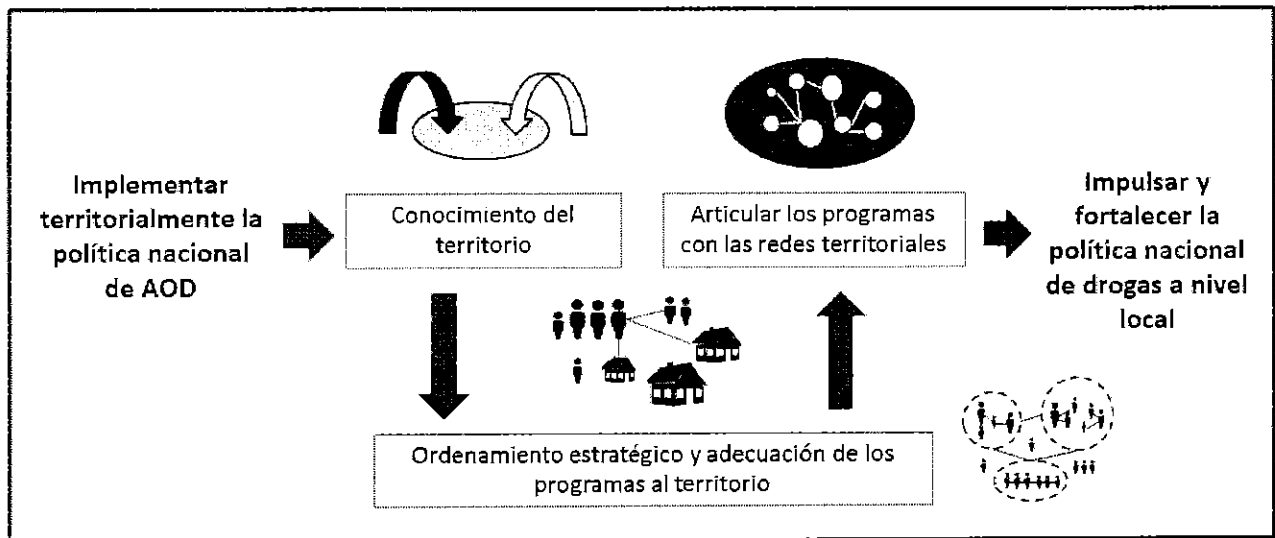 Implementar
territorialmente la
política nacional
de AOD
Conocimiento del
territorio
Articular los programas
con las redes territoriales
Impulsar y
fortalecer la
política nacional
de drogas a nivel
local
Ordenamiento estratégico y adecuación de los
programas al territorio